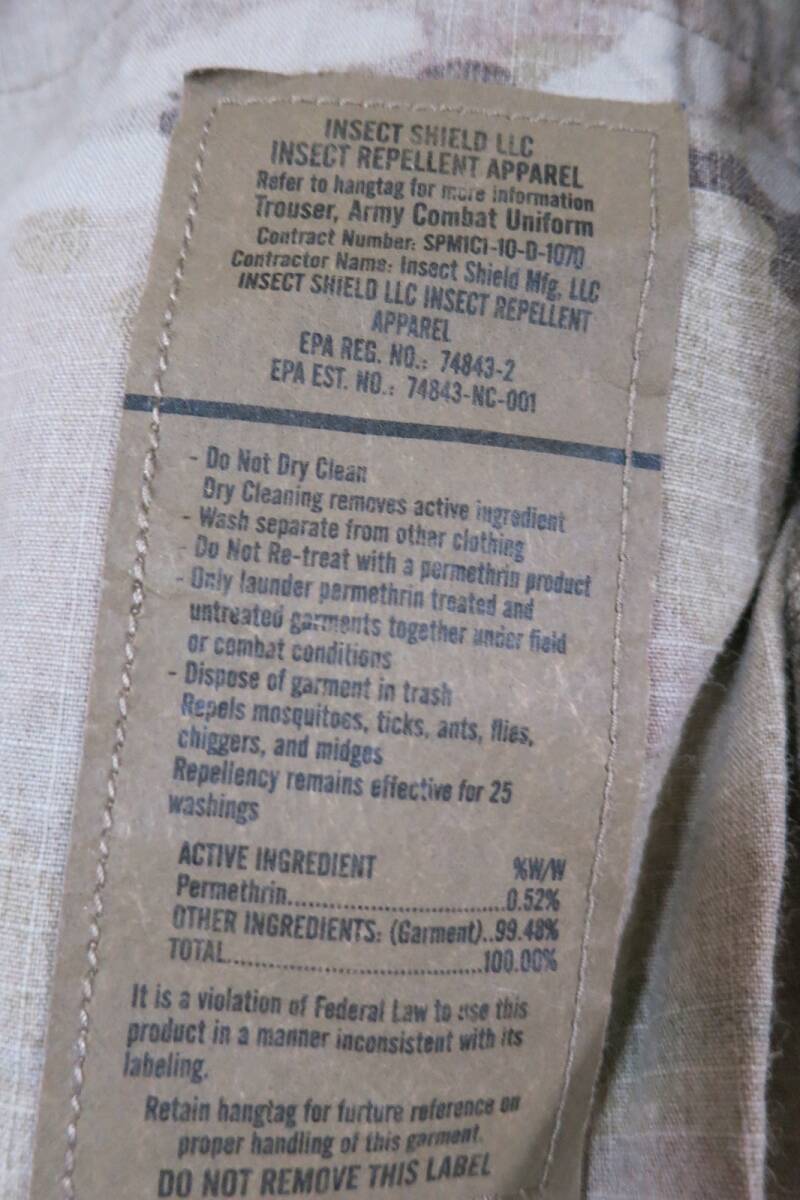 INSECT SHIELD LLC
INSECT REPELLENT APPAREL
Refer to hangtag for more information
Trouser, Army Combat Uniform
Contract Number: SPM1C1-10-D-1070
Contractor Name: Insect Shield Mfg, LLC
INSECT SHIELD LLC INSECT REPELLENT
APPAREL
EPA REG. NO.: 74843-2
EPA EST. NO.: 74843-NC-001
- Do Not Dry Clean
Dry Cleaning removes active ingredient
- Wash separate from other clothing
- Do Not Re-treat with a permethrin product
- Only launder permethrin treated and
untreated garments together under field
or combat conditions
- Dispose of garment in trash
Repels mosquitoes, ticks, ants, flies,
chiggers, and midges
Repellency remains effective for 25
washings
ACTIVE INGREDIENT %W/W
Permethrin..............................0.52%
OTHER INGREDIENTS: (Garment)..99.48%
TOTAL...................................100.00%
It is a violation of Federal Law to use this
product in a manner inconsistent with its
labeling.
Retain hangtag for furture reference on
proper handling of this garment.
DO NOT REMOVE THIS LABEL